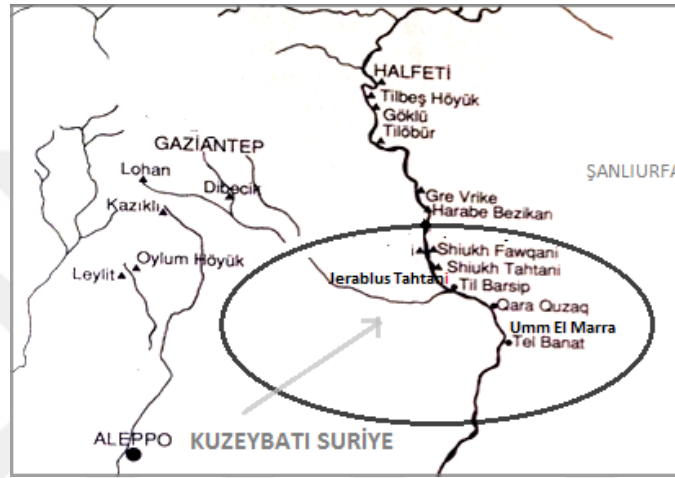 HALFETİ
Tilbeş Höyük
Göklü
Tilöbür
GAZİANTEP
Lohan
Dibecik
ŞANLIURFA
Kazıklı
Gre Vrike
Harabe Bezikan
Oylum Höyük
Leylit
i
Shiukh Fawqani
Shiukh Tahtani
Jerablus Tahtani
Til Barsip
Qara Quzaq
Umm El Marra
Tel Banat
ALEPPO
KUZEYBATI SURİYE